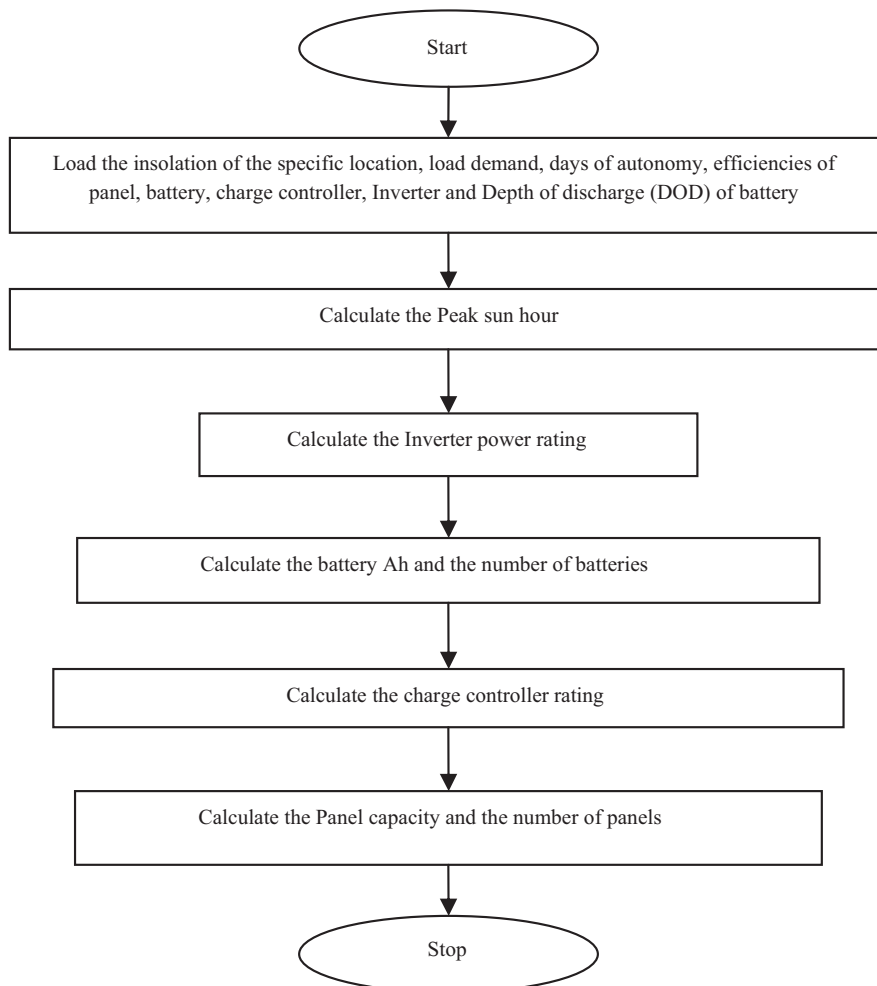 Start
Load the insolation of the specific location, load demand, days of autonomy, efficiencies of
panel, battery, charge controller, Inverter and Depth of discharge (DOD) of battery
Calculate the Peak sun hour
Calculate the Inverter power rating
Calculate the battery Ah and the number of batteries
Calculate the charge controller rating
Calculate the Panel capacity and the number of panels
Stop